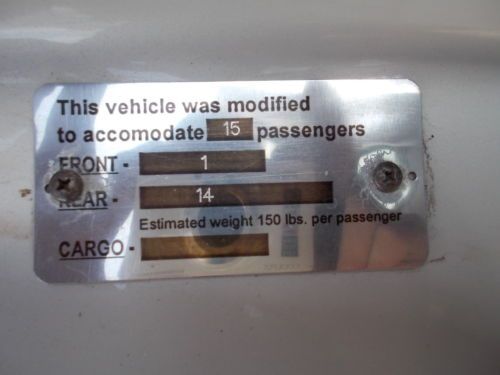 This vehicle was modified
to accomodate 15 passengers
FRONT - 1
REAR - 14
Estimated weight 150 lbs. per passenger
CARGO -